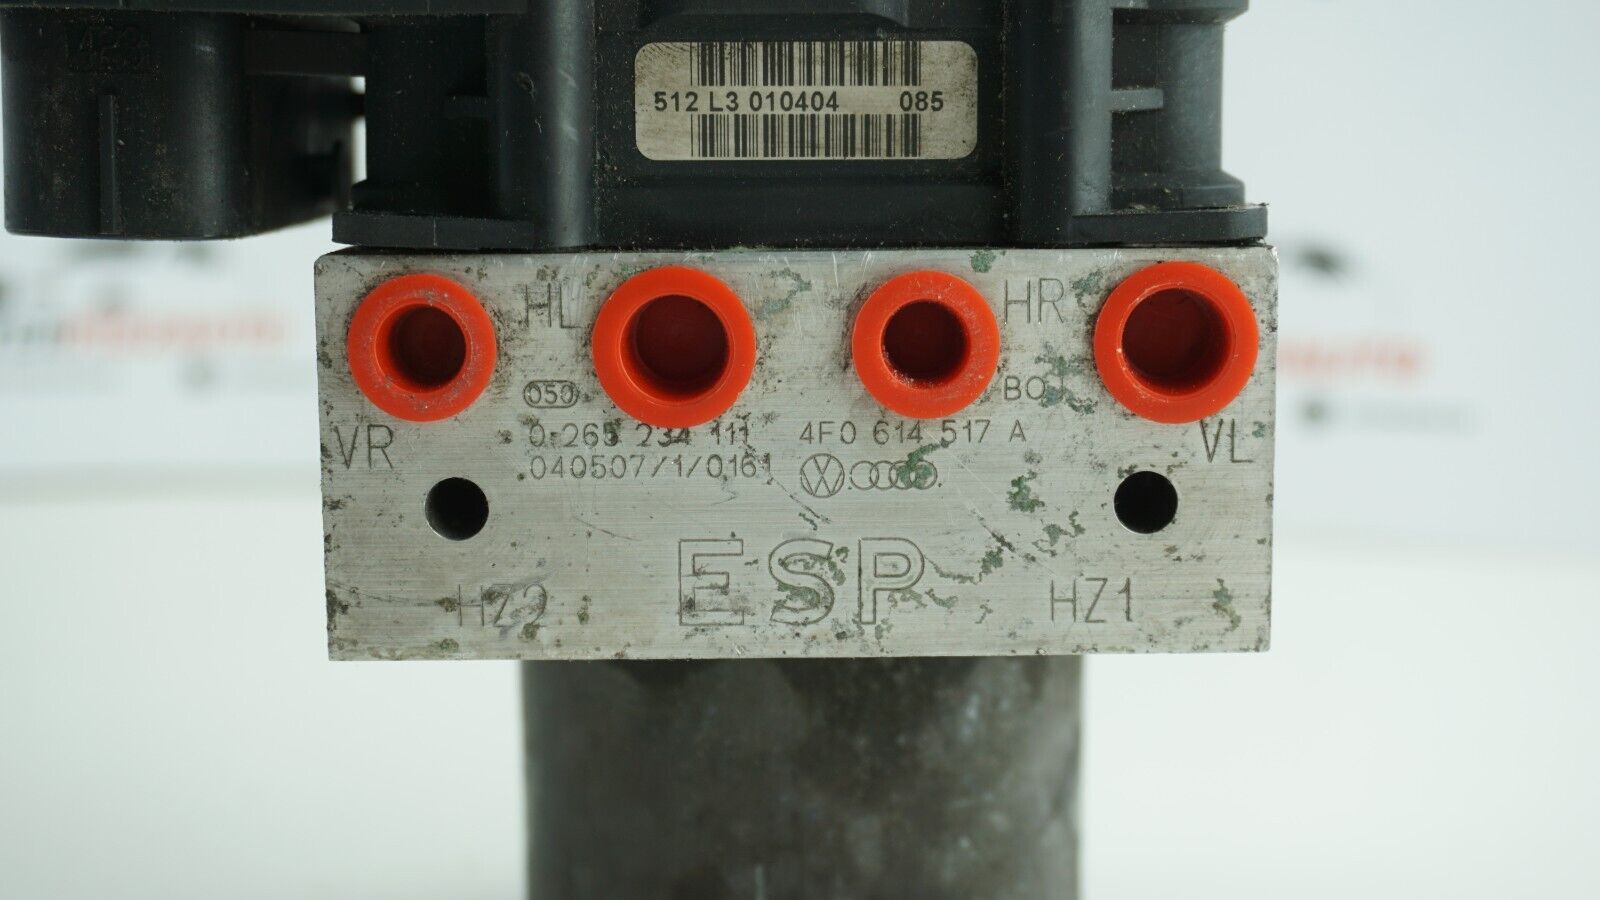 512 L3 010404 085
HL HR
050 BO
VR 0 265 234 111 4F0 614 517 A VL
040507/1/0161
ESP
HZ2 HZ1